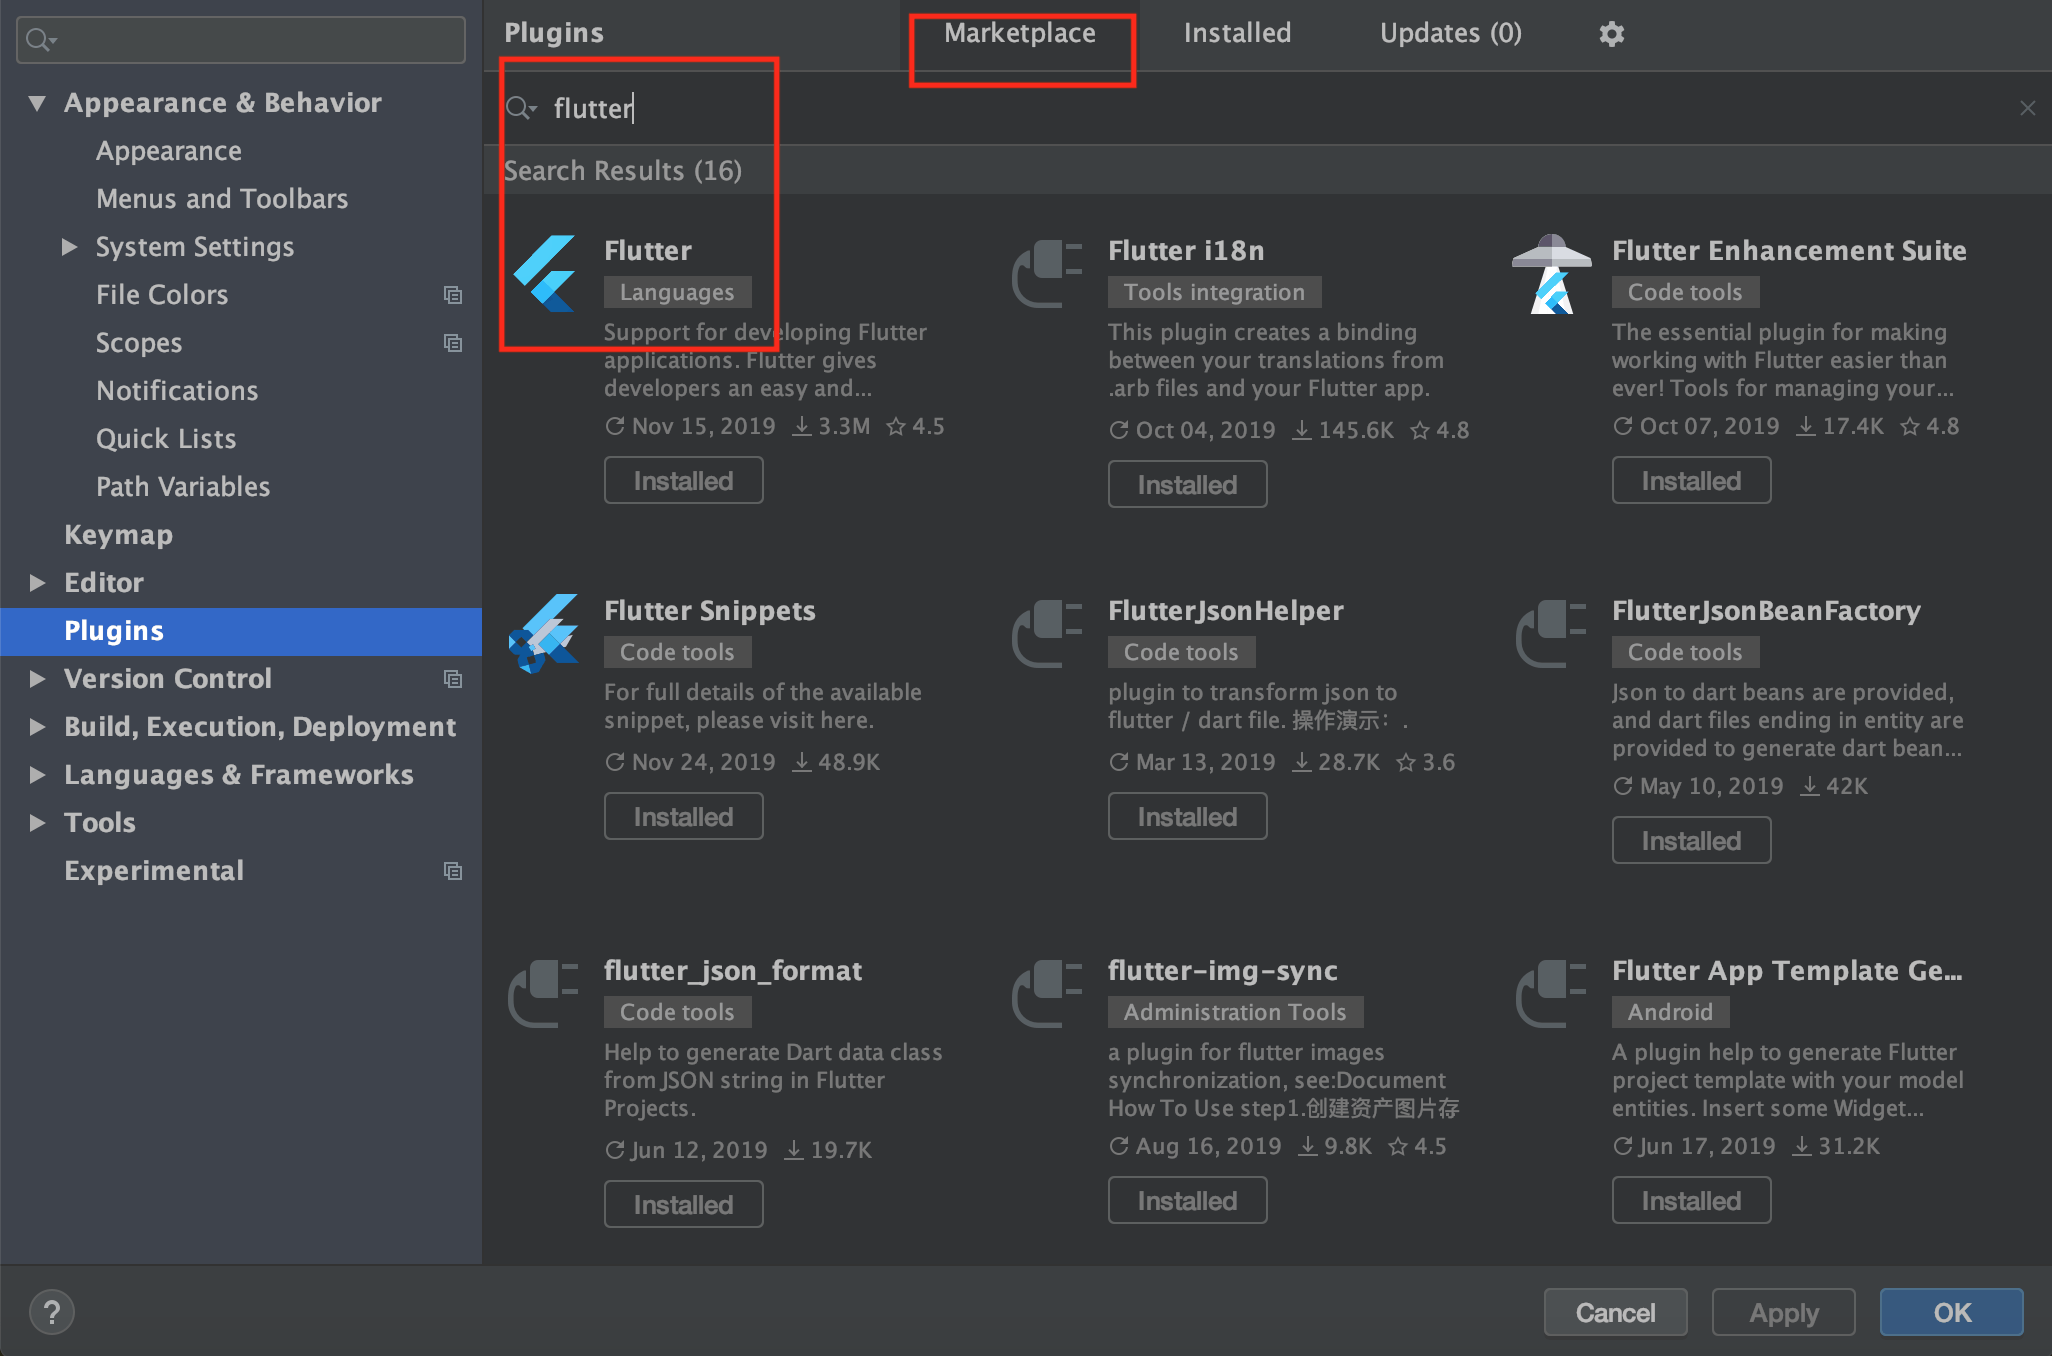 Appearance & Behavior
Appearance
Menus and Toolbars
System Settings
File Colors
Scopes
Notifications
Quick Lists
Path Variables
Keymap
Editor
Plugins
Version Control
Build, Execution, Deployment
Languages & Frameworks
Tools
Experimental
Plugins
Marketplace
Installed
Updates (0)
flutter
Search Results (16)
Flutter
Languages
Support for developing Flutter
applications. Flutter gives
developers an easy and...
Nov 15, 2019 3.3M 4.5
Installed
Flutter i18n
Tools integration
This plugin creates a binding
between your translations from
.arb files and your Flutter app.
Oct 04, 2019 145.6K 4.8
Installed
Flutter Enhancement Suite
Code tools
The essential plugin for making
working with Flutter easier than
ever! Tools for managing your...
Oct 07, 2019 17.4K 4.8
Installed
Flutter Snippets
Code tools
For full details of the available
snippet, please visit here.
Nov 24, 2019 48.9K
Installed
FlutterJsonHelper
Code tools
plugin to transform json to
flutter / dart file. 操作演示：.
Mar 13, 2019 28.7K 3.6
Installed
FlutterJsonBeanFactory
Code tools
Json to dart beans are provided,
and dart files ending in entity are
provided to generate dart bean...
May 10, 2019 42K
Installed
flutter_json_format
Code tools
Help to generate Dart data class
from JSON string in Flutter
Projects.
Jun 12, 2019 19.7K
Installed
flutter-img-sync
Administration Tools
a plugin for flutter images
synchronization, see:Document
How To Use step1.创建资产图片存
Aug 16, 2019 9.8K 4.5
Installed
Flutter App Template Ge...
Android
A plugin help to generate Flutter
project template with your model
entities. Insert some Widget...
Jun 17, 2019 31.2K
Installed
?
Cancel
Apply
OK